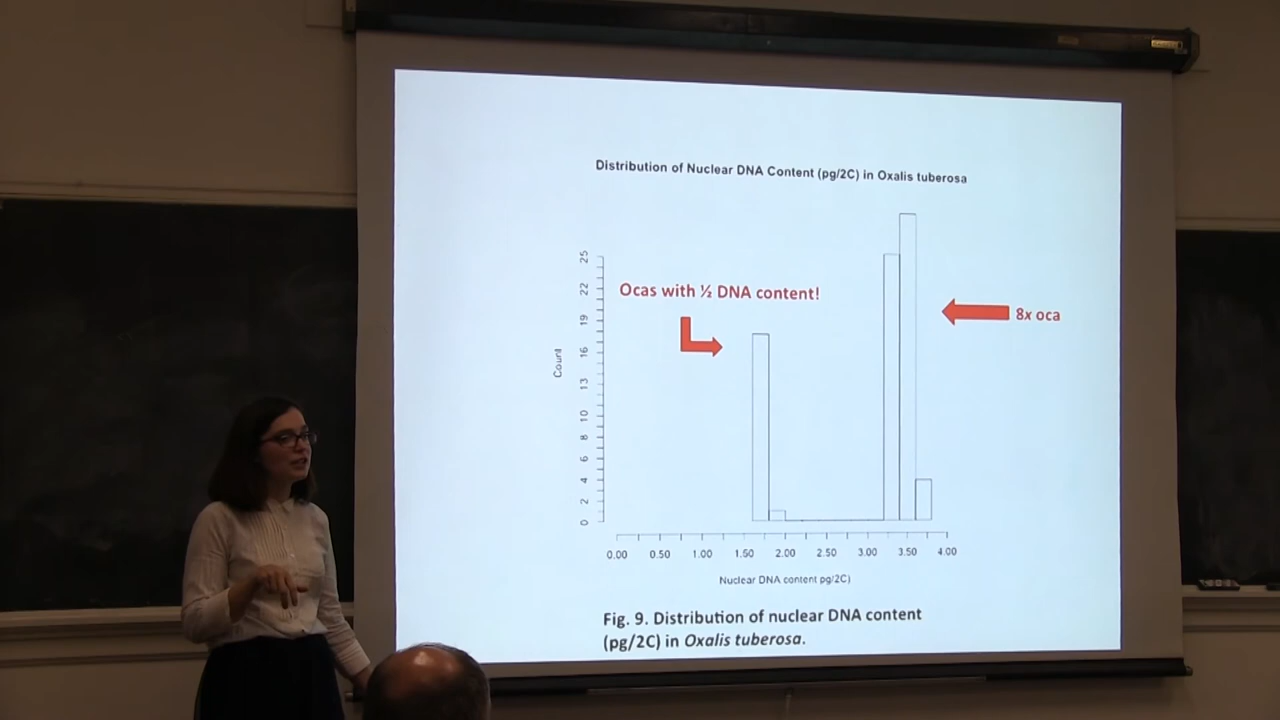 Distribution of Nuclear DNA Content (pg/2C) in Oxalis tuberosa
Ocas with ½ DNA content!
8x oca
Count
25
22
19
16
13
10
8
6
4
2
0
0.00 0.50 1.00 1.50 2.00 2.50 3.00 3.50 4.00
Nuclear DNA content pg/2C)
Fig. 9. Distribution of nuclear DNA content
(pg/2C) in Oxalis tuberosa.